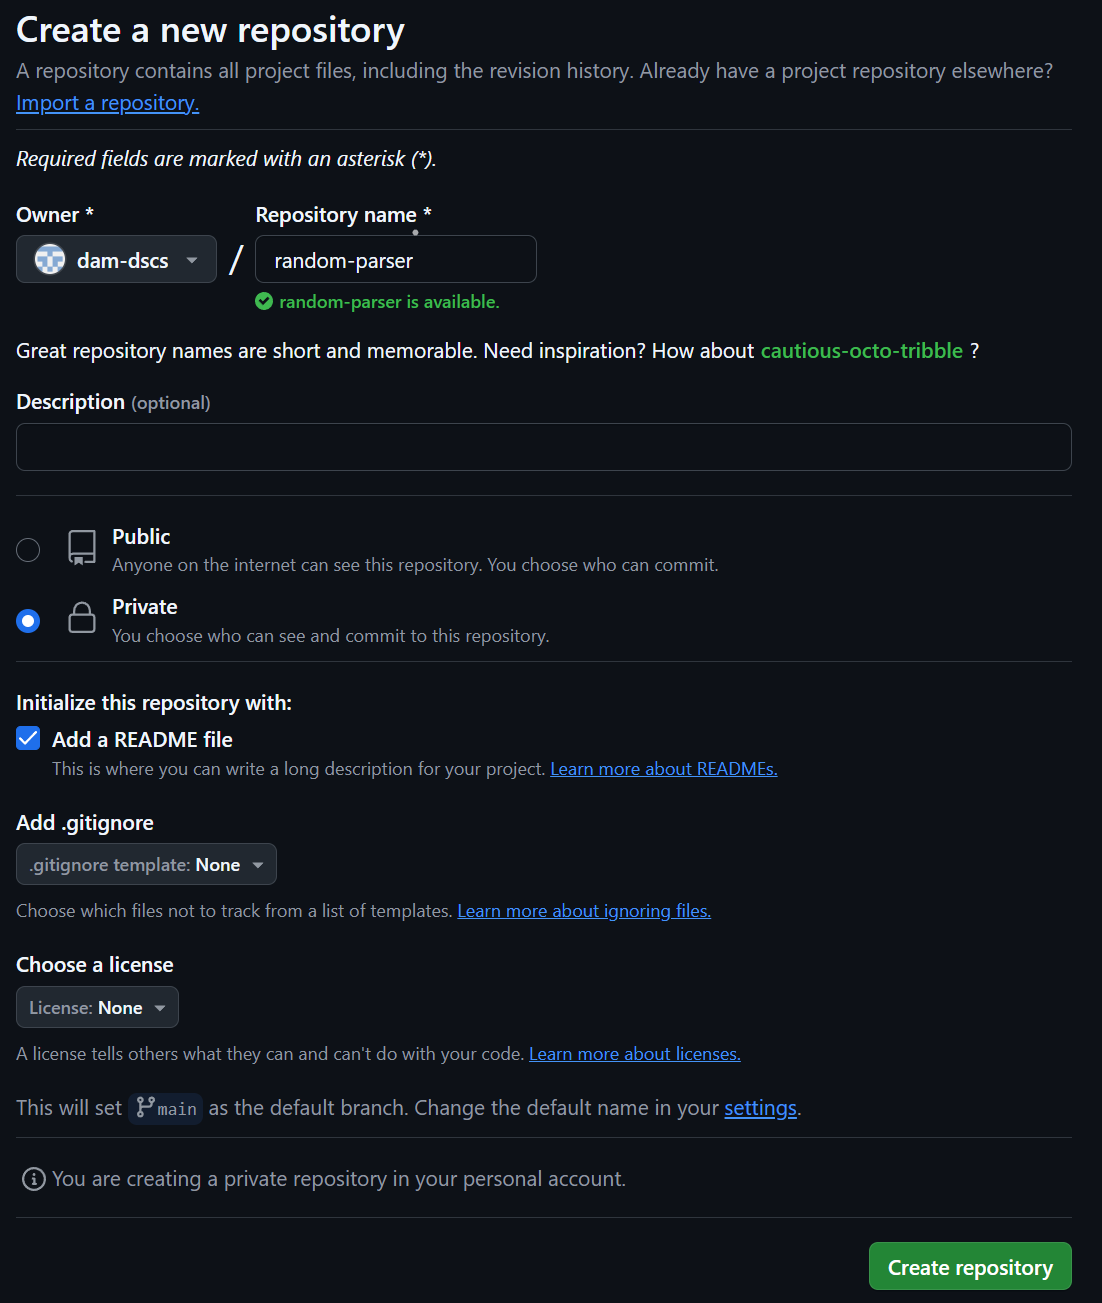 Create a new repository
A repository contains all project files, including the revision history. Already have a project repository elsewhere?
Import a repository.
Required fields are marked with an asterisk (*).
Owner *
Repository name *
dam-dscs
/
random-parser
random-parser is available.
Great repository names are short and memorable. Need inspiration? How about cautious-octo-tribble ?
Description (optional)
Public
Anyone on the internet can see this repository. You choose who can commit.
Private
You choose who can see and commit to this repository.
Initialize this repository with:
Add a README file
This is where you can write a long description for your project. Learn more about READMEs.
Add .gitignore
.gitignore template: None
Choose which files not to track from a list of templates. Learn more about ignoring files.
Choose a license
License: None
A license tells others what they can and can't do with your code. Learn more about licenses.
This will set main as the default branch. Change the default name in your settings.
You are creating a private repository in your personal account.
Create repository